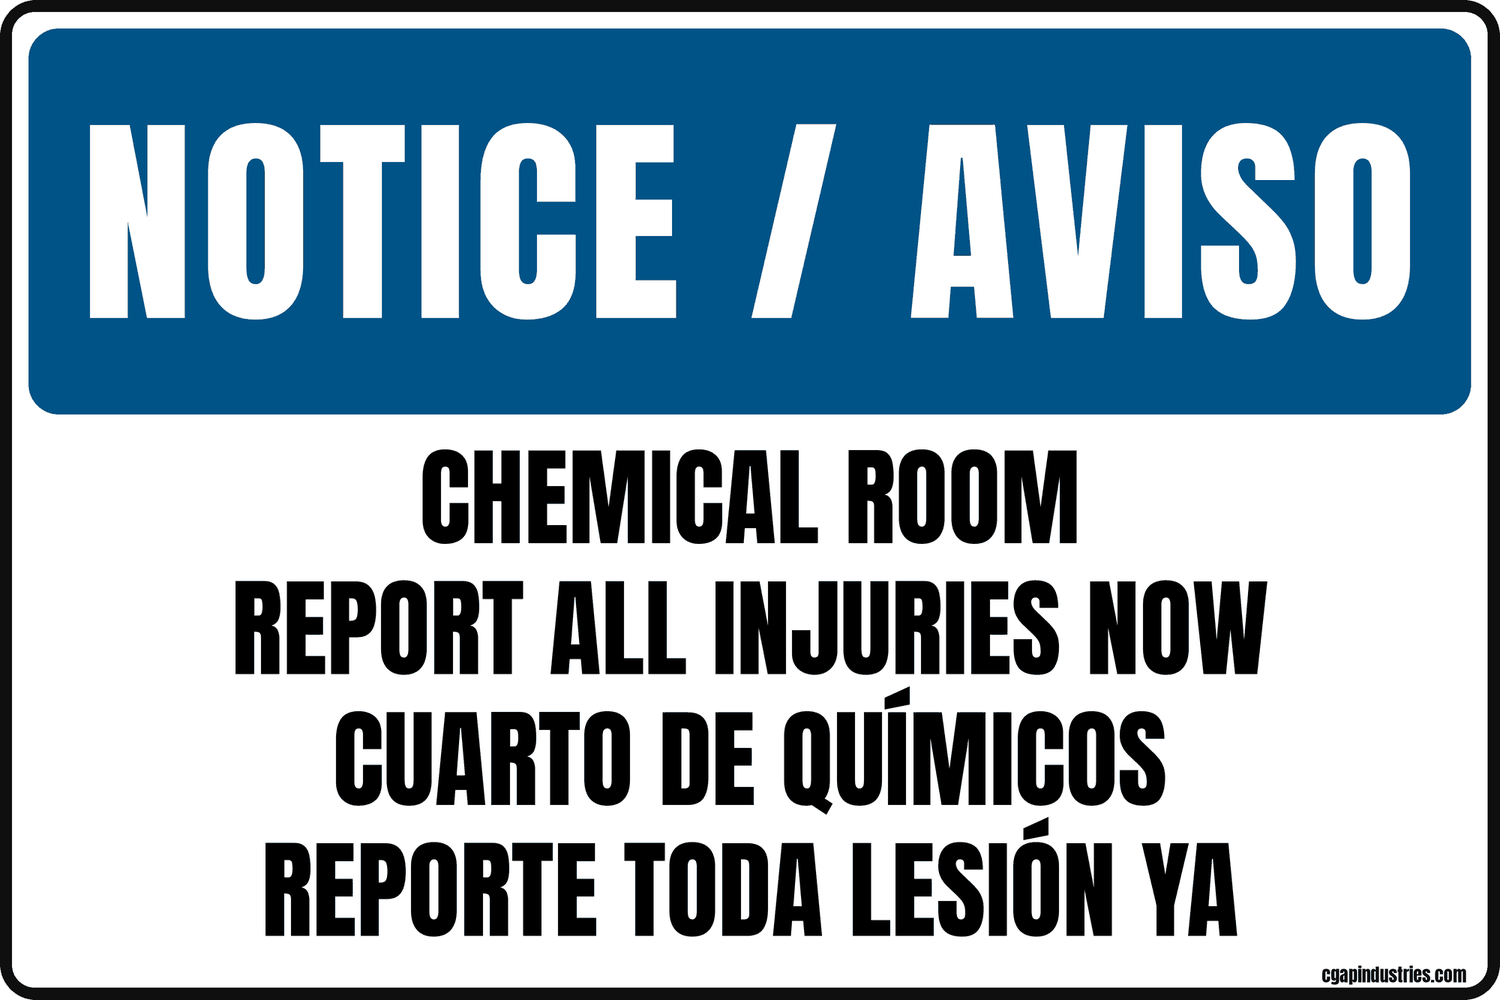 NOTICE / AVISO
CHEMICAL ROOM
REPORT ALL INJURIES NOW
CUARTO DE QUÍMICOS
REPORTE TODA LESIÓN YA
cgapindustries.com